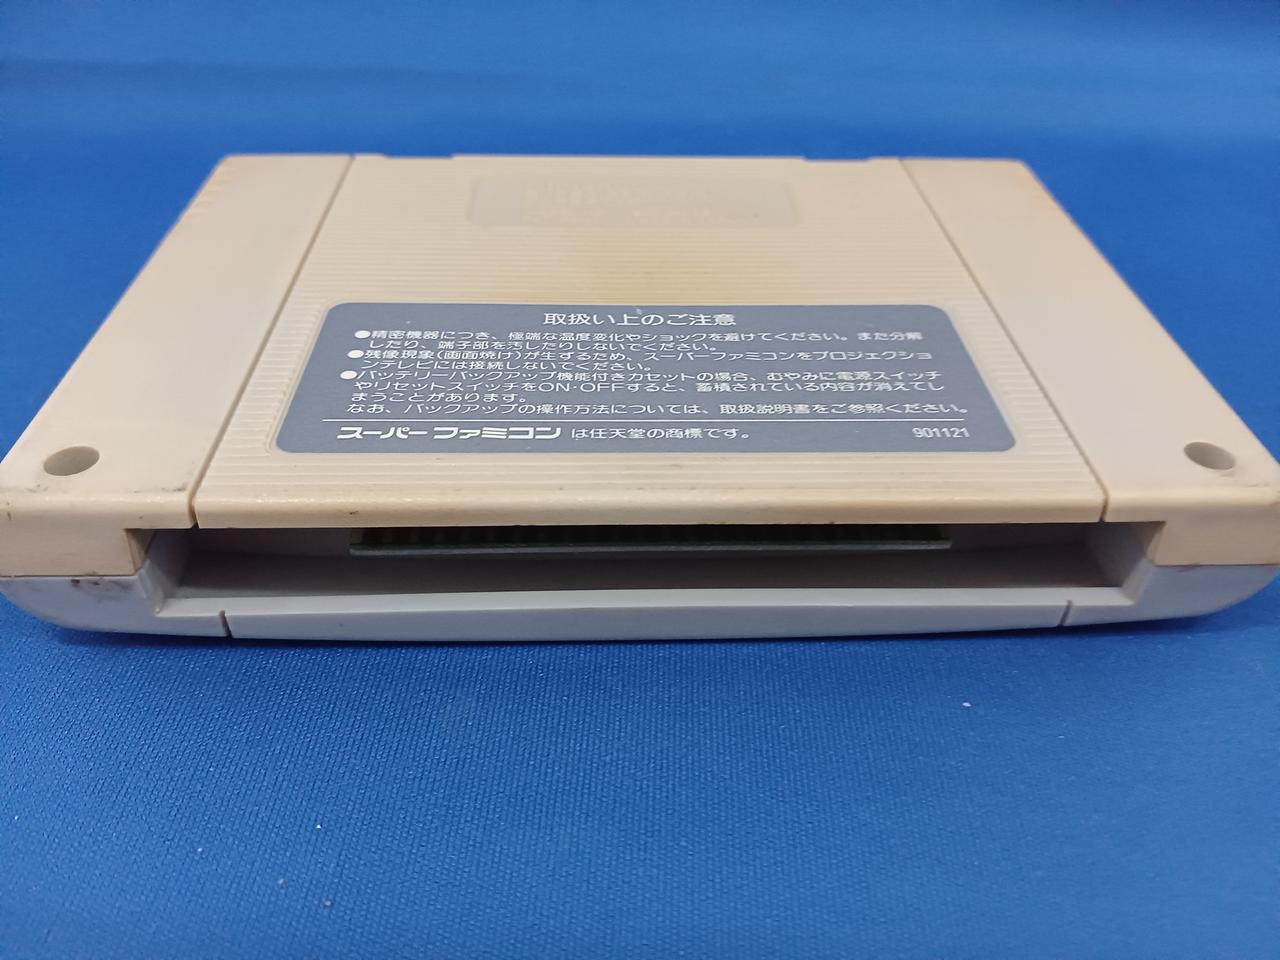 取扱い上のご注意
●精密機器につき、極端な温度変化やショックを避けてください。また分解
したり、端子部を汚したりしないでください。
●残像現象(画面焼け)が生ずるため、スーパーファミコンをプロジェクショ
ンテレビには接続しないでください。
●バッテリーバックアップ機能付きカセットの場合、むやみに電源スイッチ
やリセットスイッチをON・OFFすると、蓄積されている内容が消えてし
まうことがあります。
なお、バックアップの操作方法については、取扱説明書をご参照ください。
スーパーファミコン は任天堂の商標です。
901121